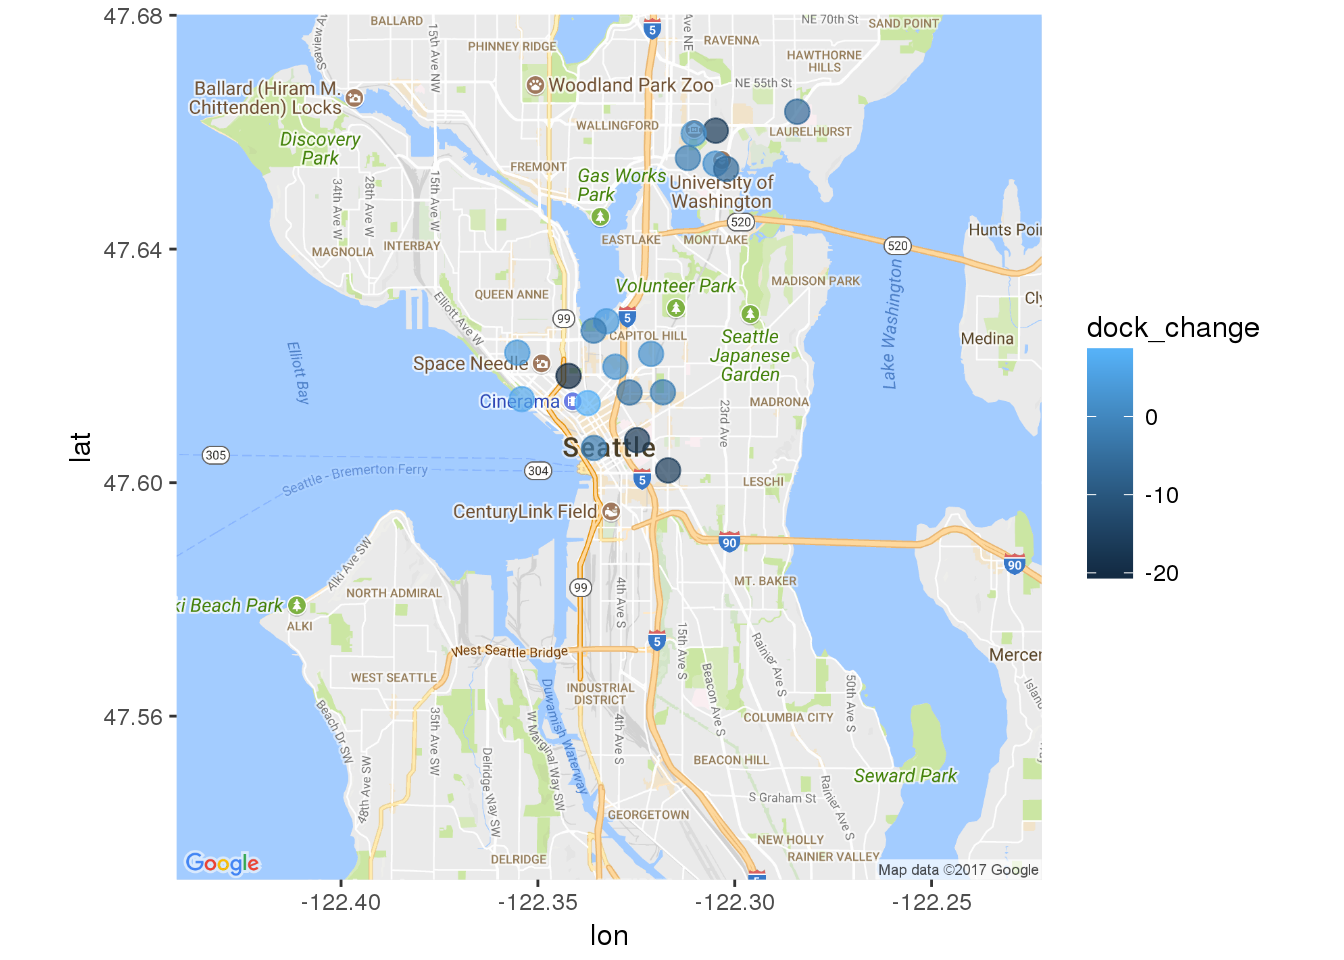 47.68
47.64
47.60
47.56
lat
-122.40
-122.35
-122.30
-122.25
lon
dock_change
0
-10
-20
BALLARD
15th Ave NW
PHINNEY RIDGE
5
Ave NE
RAVENNA
NE 70th St
SAND POINT
HAWTHORNE
HILLS
NE 55th St
Ballard (Hiram M.
Chittenden) Locks
Woodland Park Zoo
WALLINGFORD
LAURELHURST
Discovery
Park
34th Ave W
28th Ave W
15th Ave W
FREMONT
Gas Works
Park
University of
Washington
520
EASTLAKE
MONTLAKE
520
Hunts Poi
MAGNOLIA
INTERBAY
QUEEN ANNE
Elliott Ave W
Volunteer Park
MADISON PARK
Lake Washington
Cly
99
5
CAPITOL HILL
Seattle
Japanese
Garden
Medina
Elliott Bay
Space Needle
Cinerama
MADRONA
23rd Ave
Seattle
305
Seattle - Bremerton Ferry
304
5
LESCHI
CenturyLink Field
90
90
Alki Ave SW
NORTH ADMIRAL
ki Beach Park
ALKI
99
4th Ave S
MT. BAKER
5
15th Ave S
Rainier Ave S
West Seattle Bridge
Mercer
WEST SEATTLE
INDUSTRIAL
DISTRICT
Beacon Ave S
50th Ave S
Island
Beach Dr SW
35th Ave SW
Duwamish Waterway
4th Ave S
COLUMBIA CITY
48th Ave SW
Delridge Way SW
W Marginal Way SW
BEACON HILL
Seward Park
S Graham St
Rainier Ave S
GEORGETOWN
NEW HOLLY
RAINIER VALLEY
DELRIDGE
Google
Map data ©2017 Google